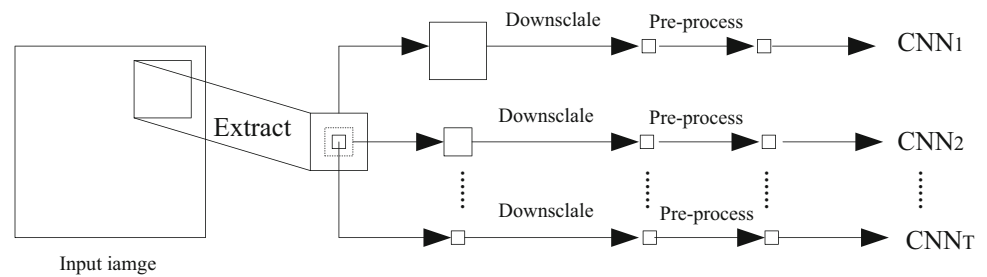 Downsclale Pre-process
CNN1
Extract
Downsclale Pre-process
CNN2
Downsclale Pre-process
CNNT
Input iamge